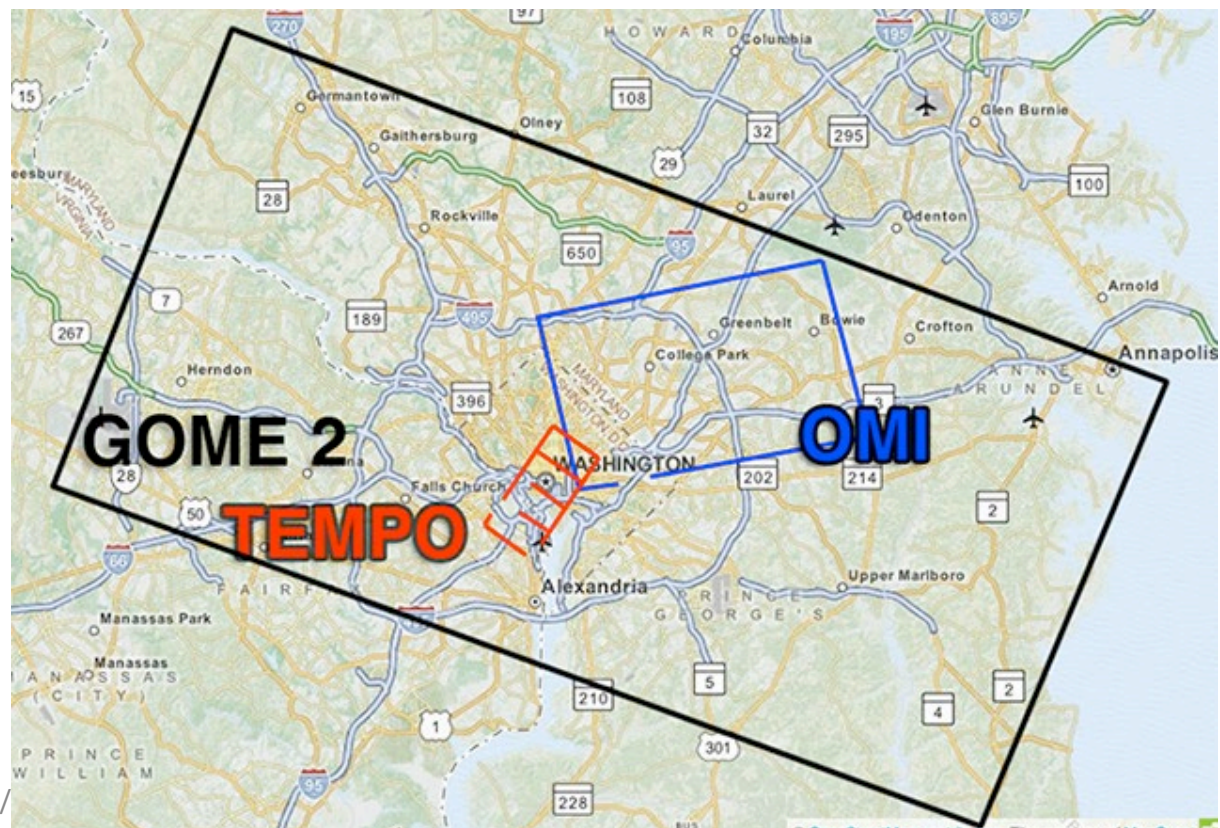 97
270
895
195
HOWARD
Columbia
15
Germantown
108
Glen Burnie
Olney
Gaithersburg
32
295
29
MARYLAND
VIRGINIA
100
28
Laurel
Rockville
Odenton
95
650
7
Arnold
189
495
267
Greenbelt
Bowie
Crofton
Annapolis
College Park
Herndon
MARYLAND
WASHINGTON D.C.
ANNE
ARUNDEL
396
3
GOME 2
OMI
WASHINGTON
28
Falls Church
202
214
50
2
TEMPO
66
Alexandria
Upper Marlboro
PRINCE
GEORGE'S
Manassas Park
Manassas
MANASSAS
(CITY)
5
2
210
4
1
301
PRINCE
WILLIAM
95
228